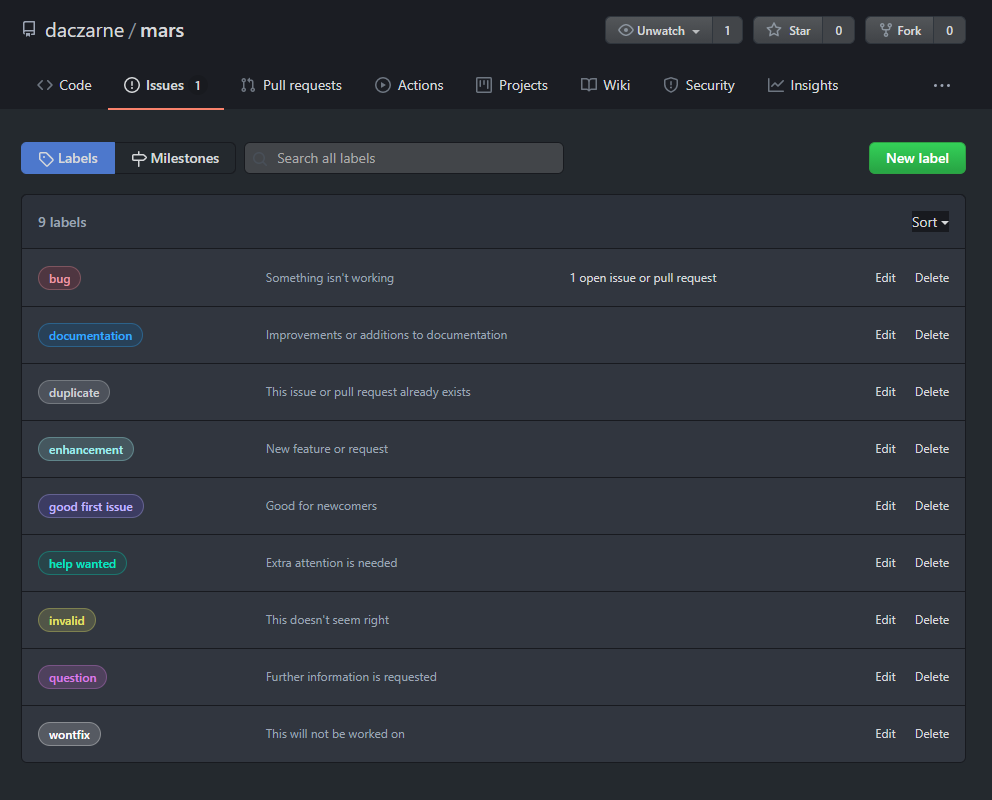 daczarne / mars Unwatch 1 Star 0 Fork 0
Code Issues 1 Pull requests Actions Projects Wiki Security Insights ...
Labels Milestones Search all labels New label
9 labels Sort
bug Something isn't working 1 open issue or pull request Edit Delete
documentation Improvements or additions to documentation Edit Delete
duplicate This issue or pull request already exists Edit Delete
enhancement New feature or request Edit Delete
good first issue Good for newcomers Edit Delete
help wanted Extra attention is needed Edit Delete
invalid This doesn't seem right Edit Delete
question Further information is requested Edit Delete
wontfix This will not be worked on Edit Delete